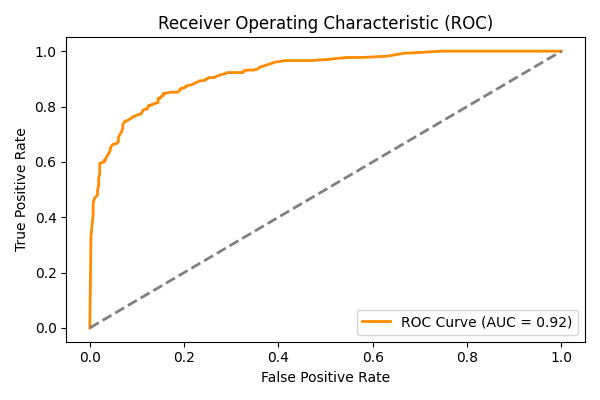 Receiver Operating Characteristic (ROC)
True Positive Rate
1.0
0.8
0.6
0.4
0.2
0.0
ROC Curve (AUC = 0.92)
0.0 0.2 0.4 0.6 0.8 1.0
False Positive Rate